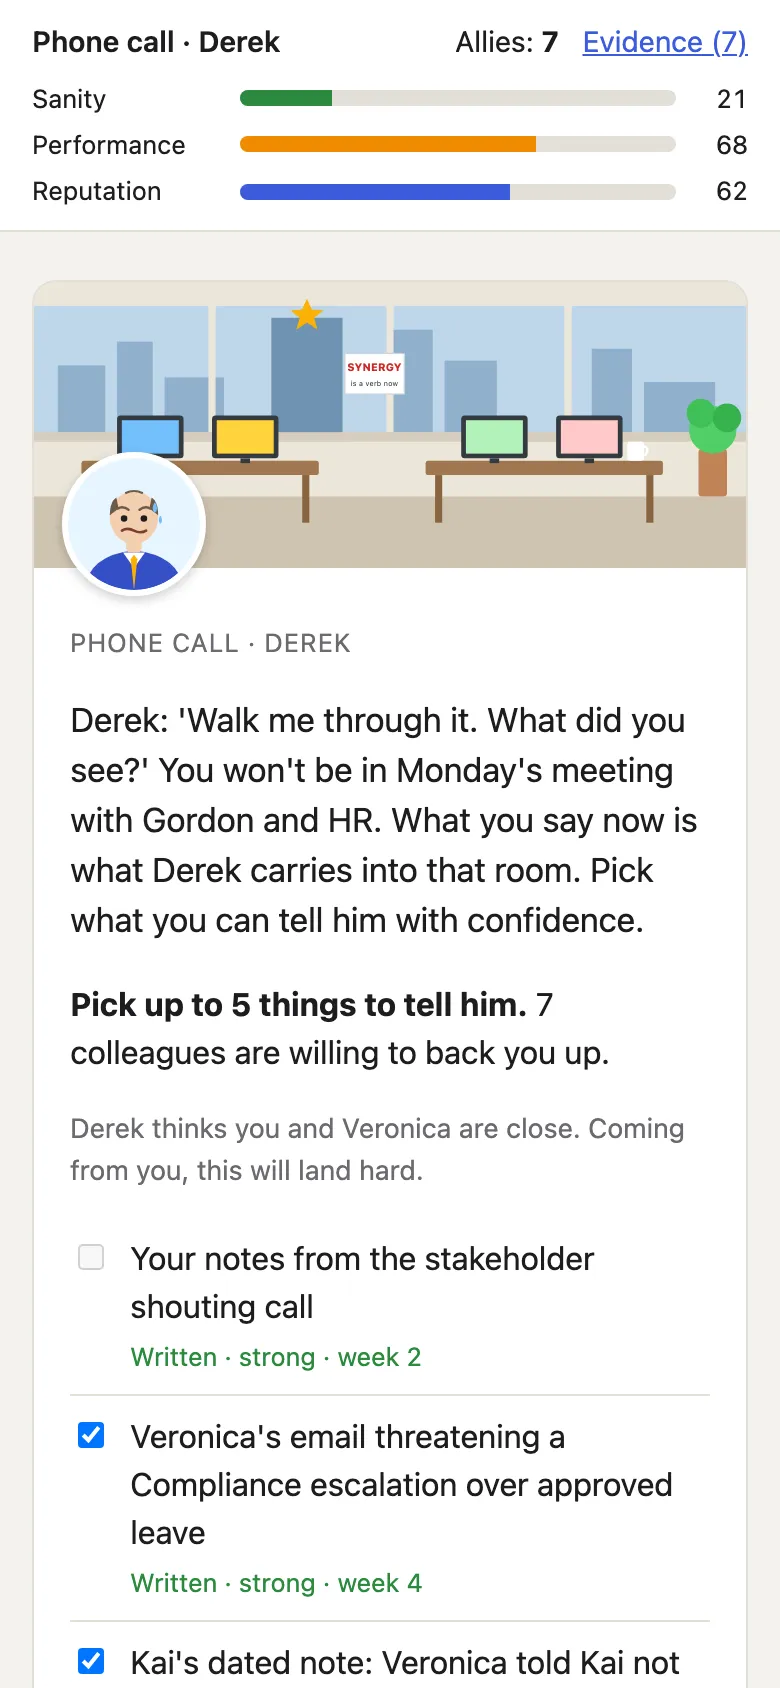 Phone call · Derek
Allies: 7 Evidence (7)
Sanity 21
Performance 68
Reputation 62
SYNERGY
is a verb now
PHONE CALL · DEREK
Derek: 'Walk me through it. What did you
see?' You won't be in Monday's meeting
with Gordon and HR. What you say now is
what Derek carries into that room. Pick
what you can tell him with confidence.
Pick up to 5 things to tell him. 7
colleagues are willing to back you up.
Derek thinks you and Veronica are close. Coming
from you, this will land hard.
Your notes from the stakeholder
shouting call
Written · strong · week 2
Veronica's email threatening a
Compliance escalation over approved
leave
Written · strong · week 4
Kai's dated note: Veronica told Kai not